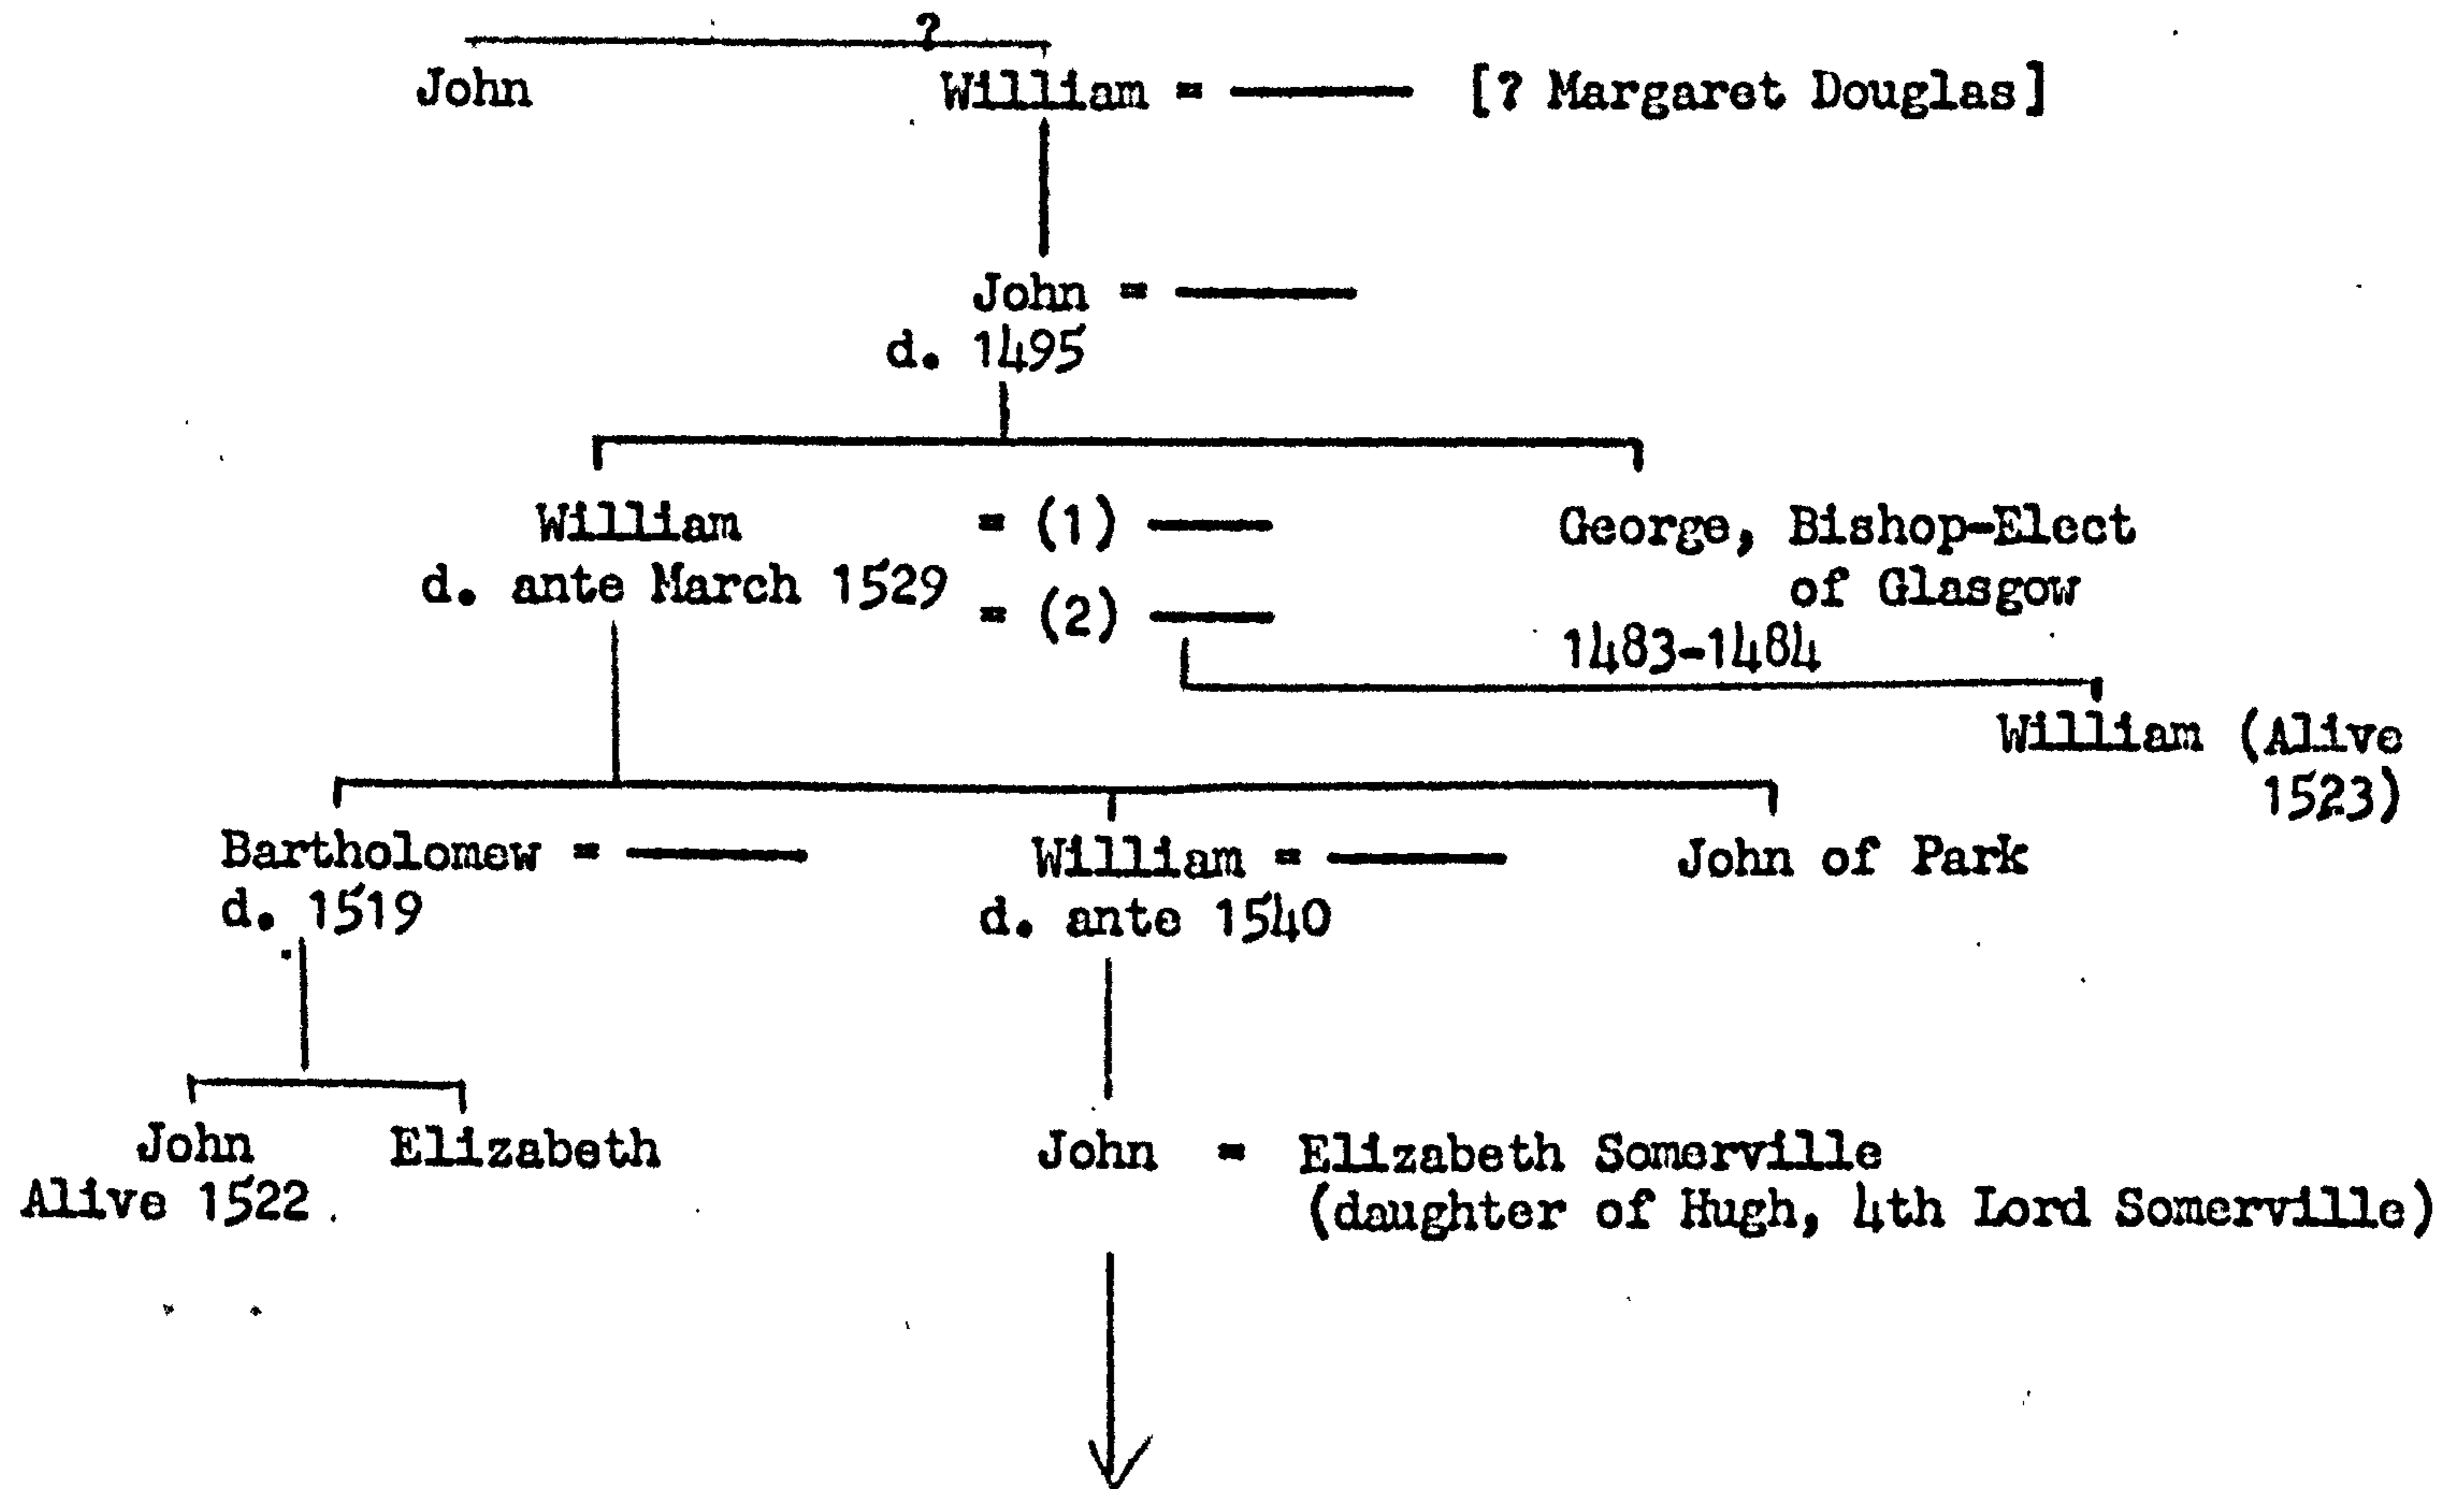 ?
John William = [? Margaret Douglas]
John =
d. 1495
William = (1) George, Bishop-Elect
d. ante March 1529 = (2) of Glasgow
1483-1484
William (Alive
1523)
Bartholomew = William = John of Park
d. 1519 d. ante 1540
John Elizabeth John = Elizabeth Somerville
Alive 1522 (daughter of Hugh, 4th Lord Somerville)